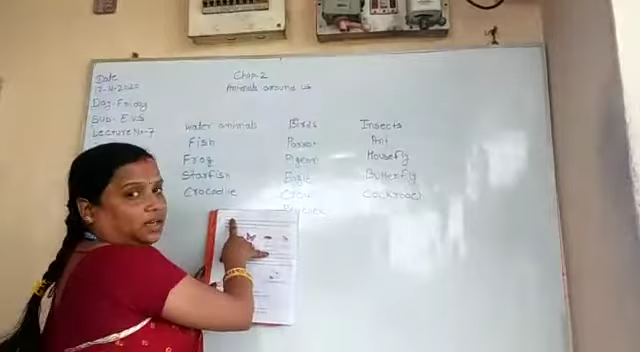 Date
17-4-2020
Day-Friday
Sub- EVS
Lecture No-7
Chap-2
Animals around us
Water animals
Fish
Frog
Starfish
Crocodile
Birds
Parrot
Pigeon
Eagle
Crow
Insects
Ant
Housefly
Butterfly
Cockroach